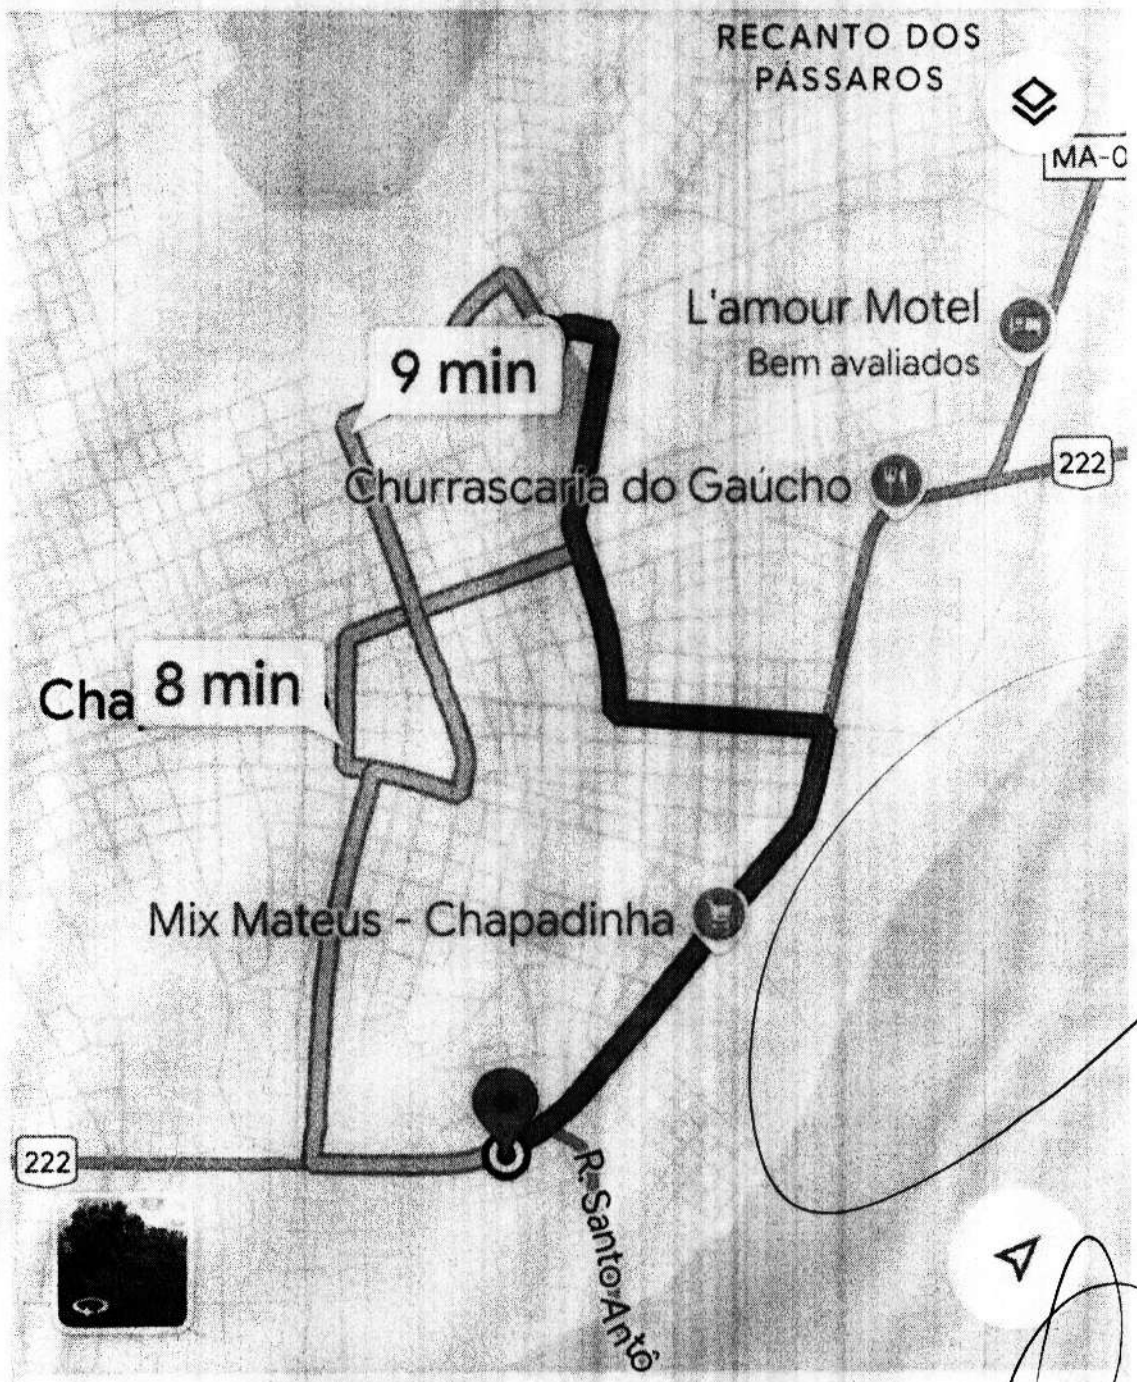 RECANTO DOS
PÁSSAROS
MA-0
L'amour Motel
Bem avaliados
9 min
222
Churrascaria do Gaúcho
8 min
Cha
Mix Mateus - Chapadinha
222
R. Santo Antô